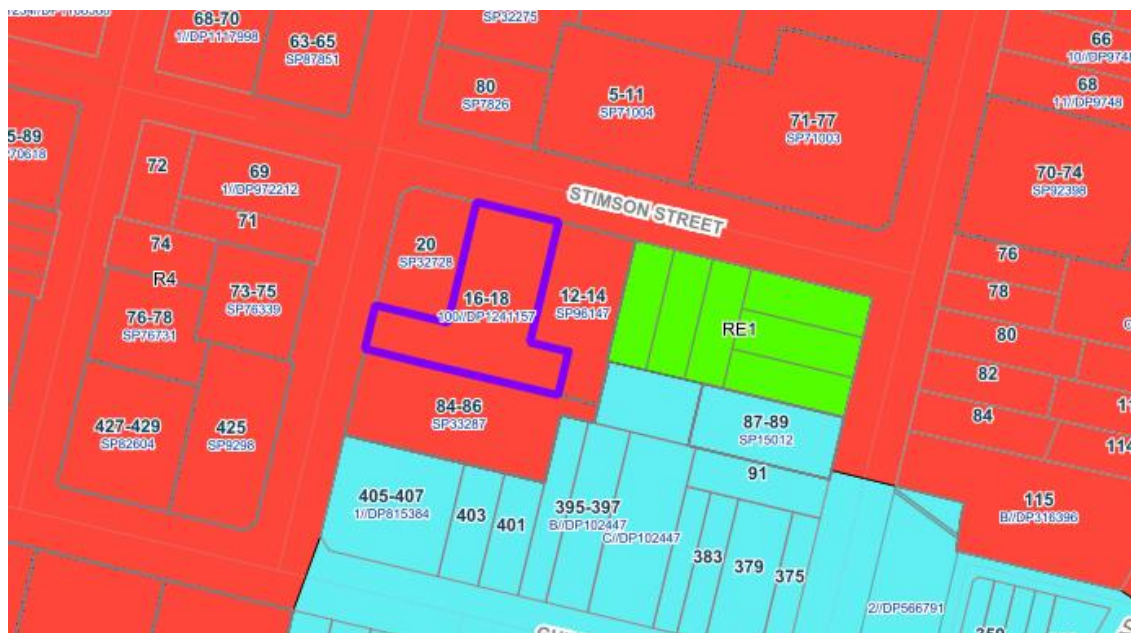 68-70
1//DP1117998
63-65
SP87851
SP32275
80
SP7826
5-11
SP71004
71-77
SP71003
66
68
11//DP9748
70-74
SP92398
72
69
1//DP972212
71
74
R4
73-75
SP76339
76-78
SP76731
427-429
SP82604
425
SP9298
STIMSON STREET
20
SP32728
16-18
100//DP1241157
12-14
SP96147
RE1
84-86
SP33287
87-89
SP15012
91
405-407
1//DP815384
403
401
395-397
B//DP102447
C//DP102447
383
379
375
76
78
80
82
84
115
B//DP316396
2//DP566791